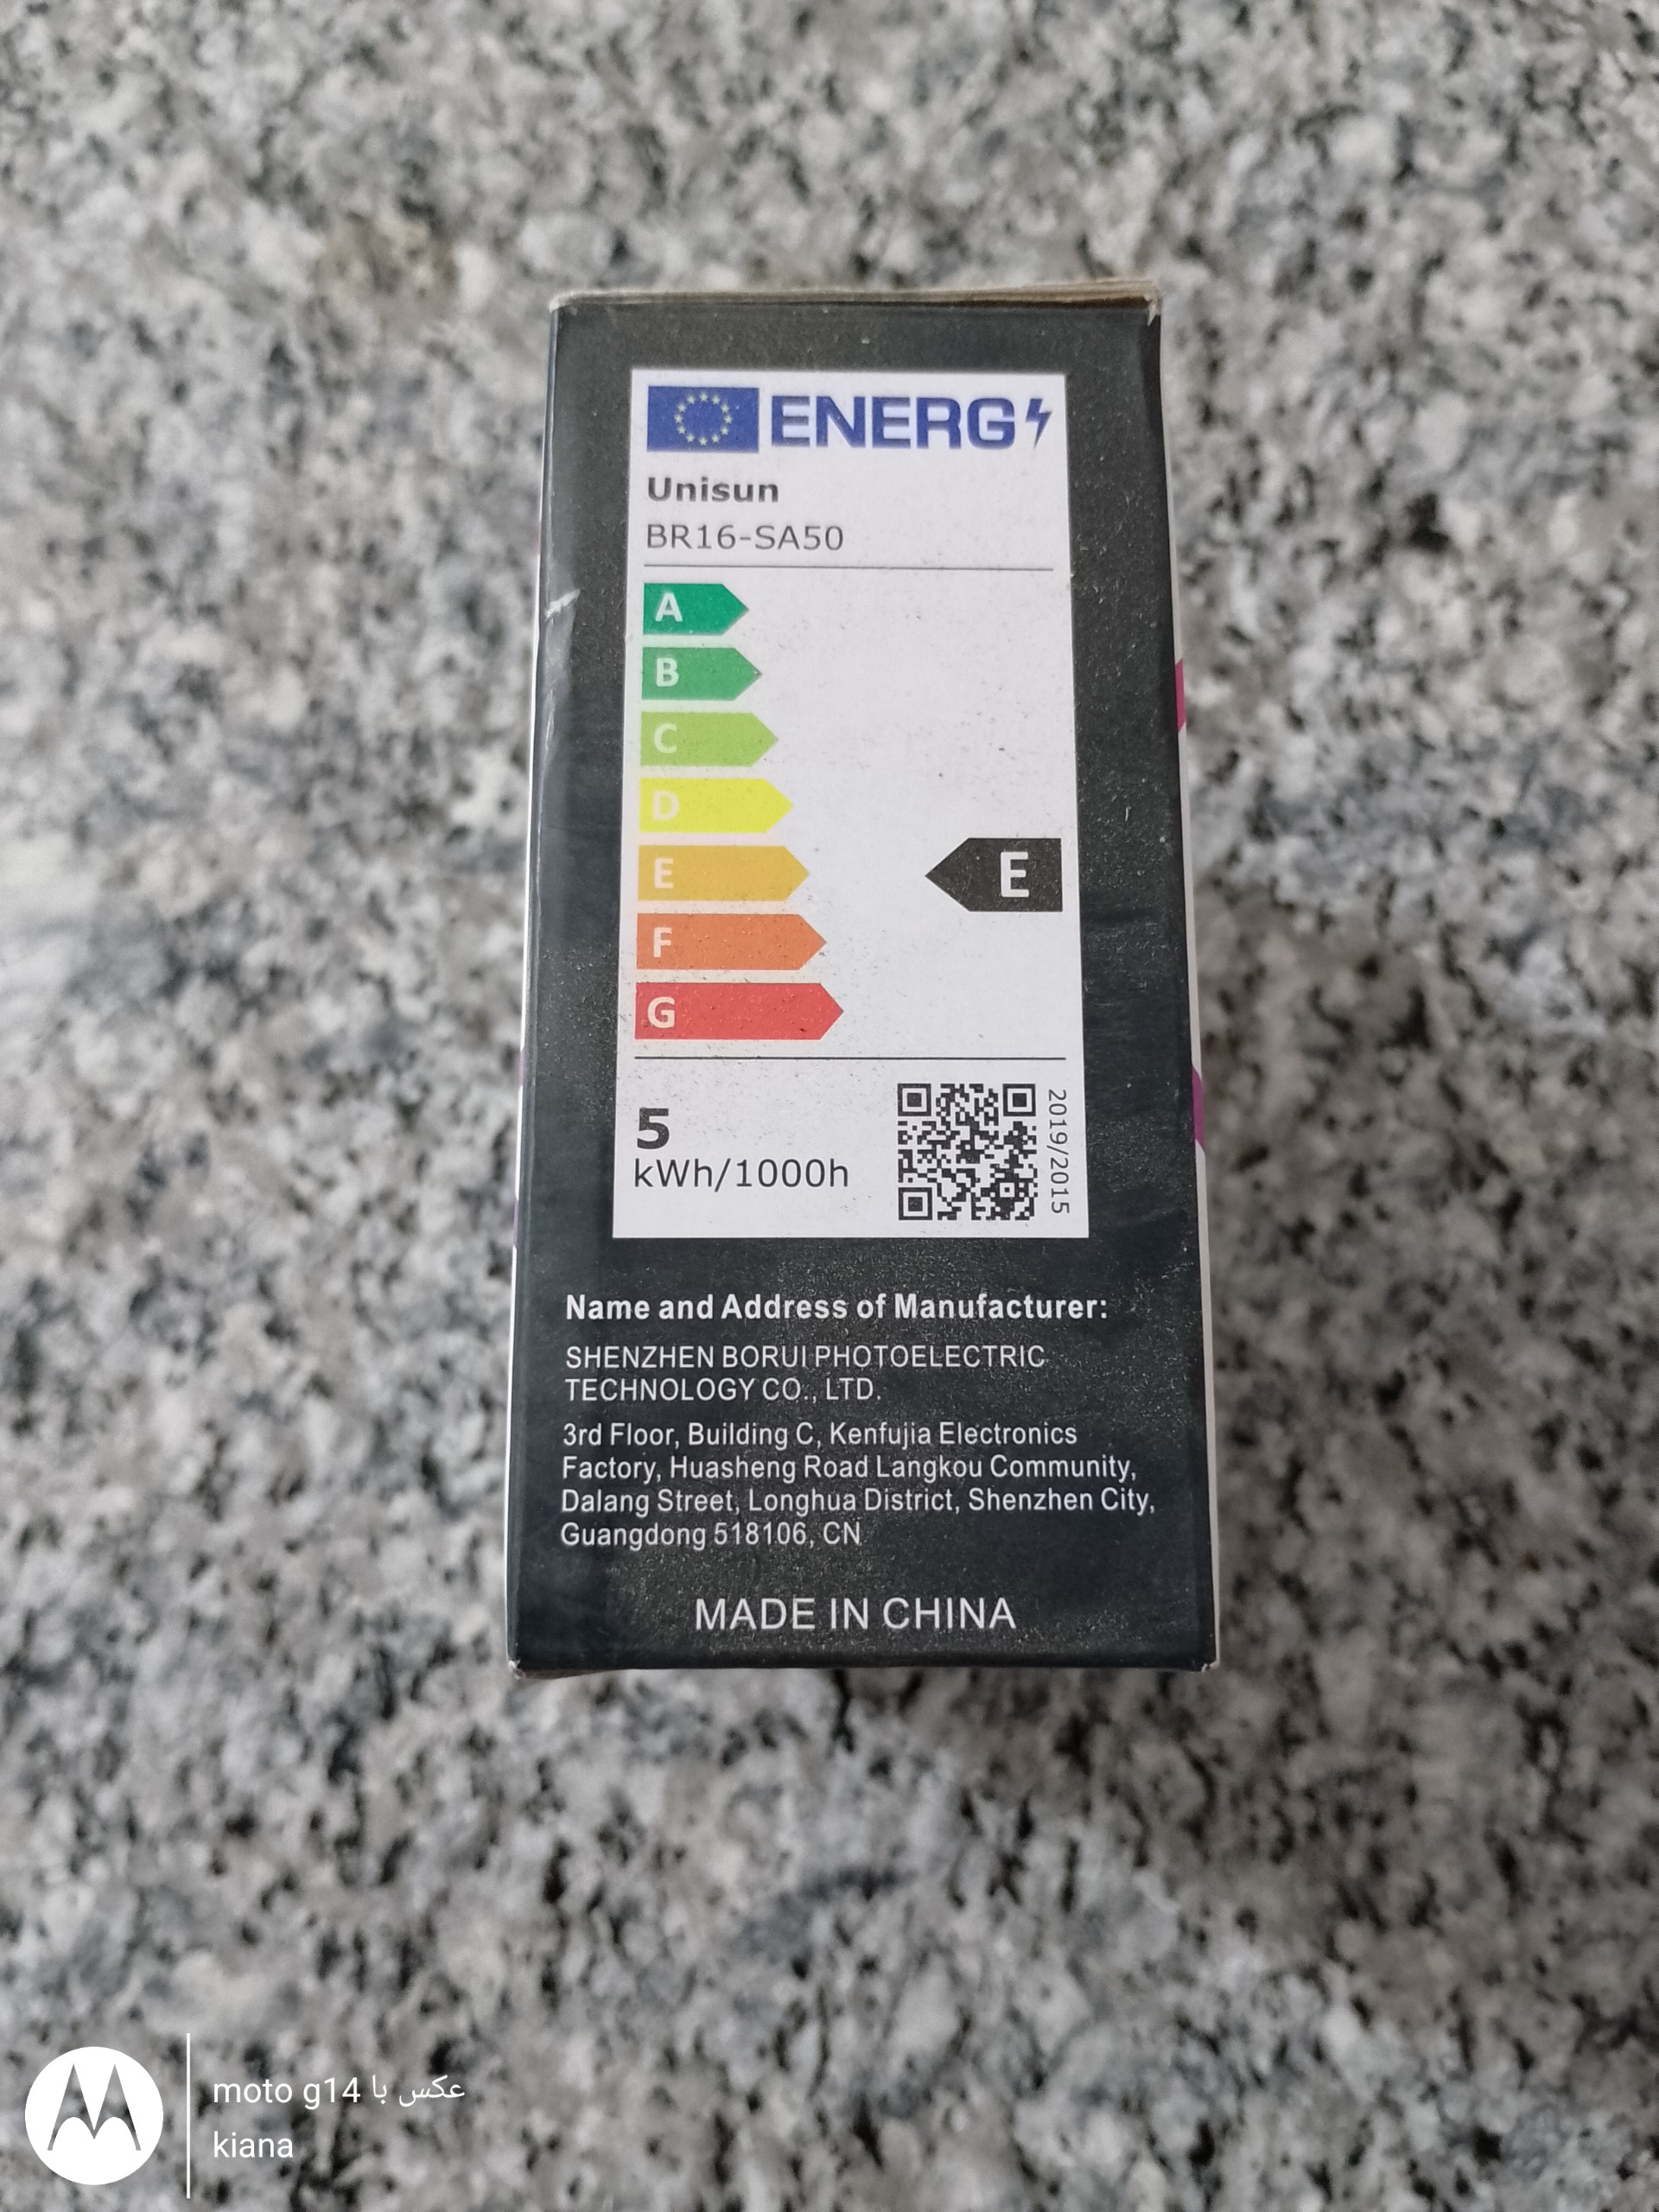 ENERG
Unisun
BR16-SA50
A
B
C
D
E
E
F
G
5
kWh/1000h
2019/2015
Name and Address of Manufacturer:
SHENZHEN BORUI PHOTOELECTRIC
TECHNOLOGY CO., LTD.
3rd Floor, Building C, Kenfujia Electronics
Factory, Huasheng Road Langkou Community,
Dalang Street, Longhua District, Shenzhen City,
Guangdong 518106, CN
MADE IN CHINA
عکس با moto g14
kiana